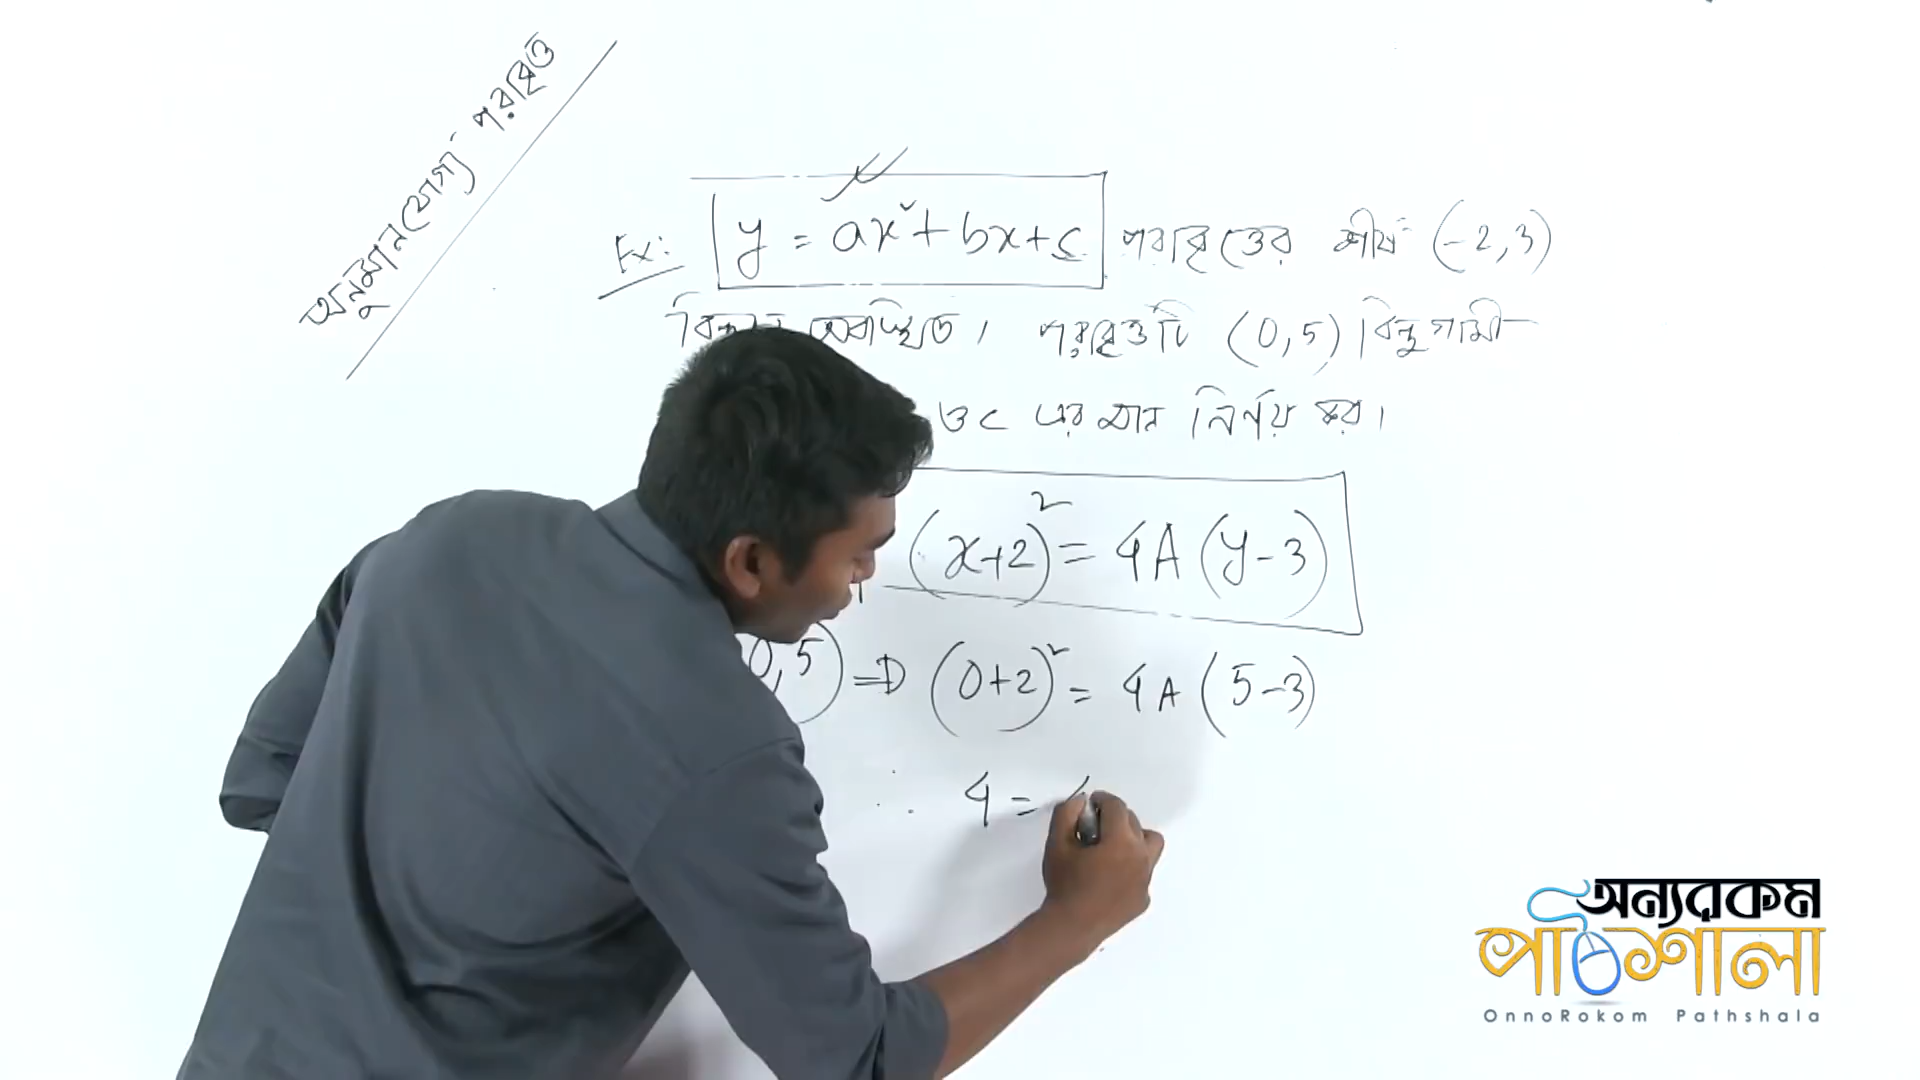 অনুমানযোগ্য পরাবৃত্ত
Ex: y = ax² + bx + c পরাবৃত্তের শীর্ষ (-2, 3)
অবস্থিত। পরাবৃত্তটি (0, 5) বিন্দুগামী
ও c এর মান নির্ণয় কর।
(x+2)² = 4A (y-3)
0, 5) ⇒ (0+2)² = 4A (5-3)
∴ 4 =
অন্যরকম
পাঠশালা
OnnoRokom Pathshala